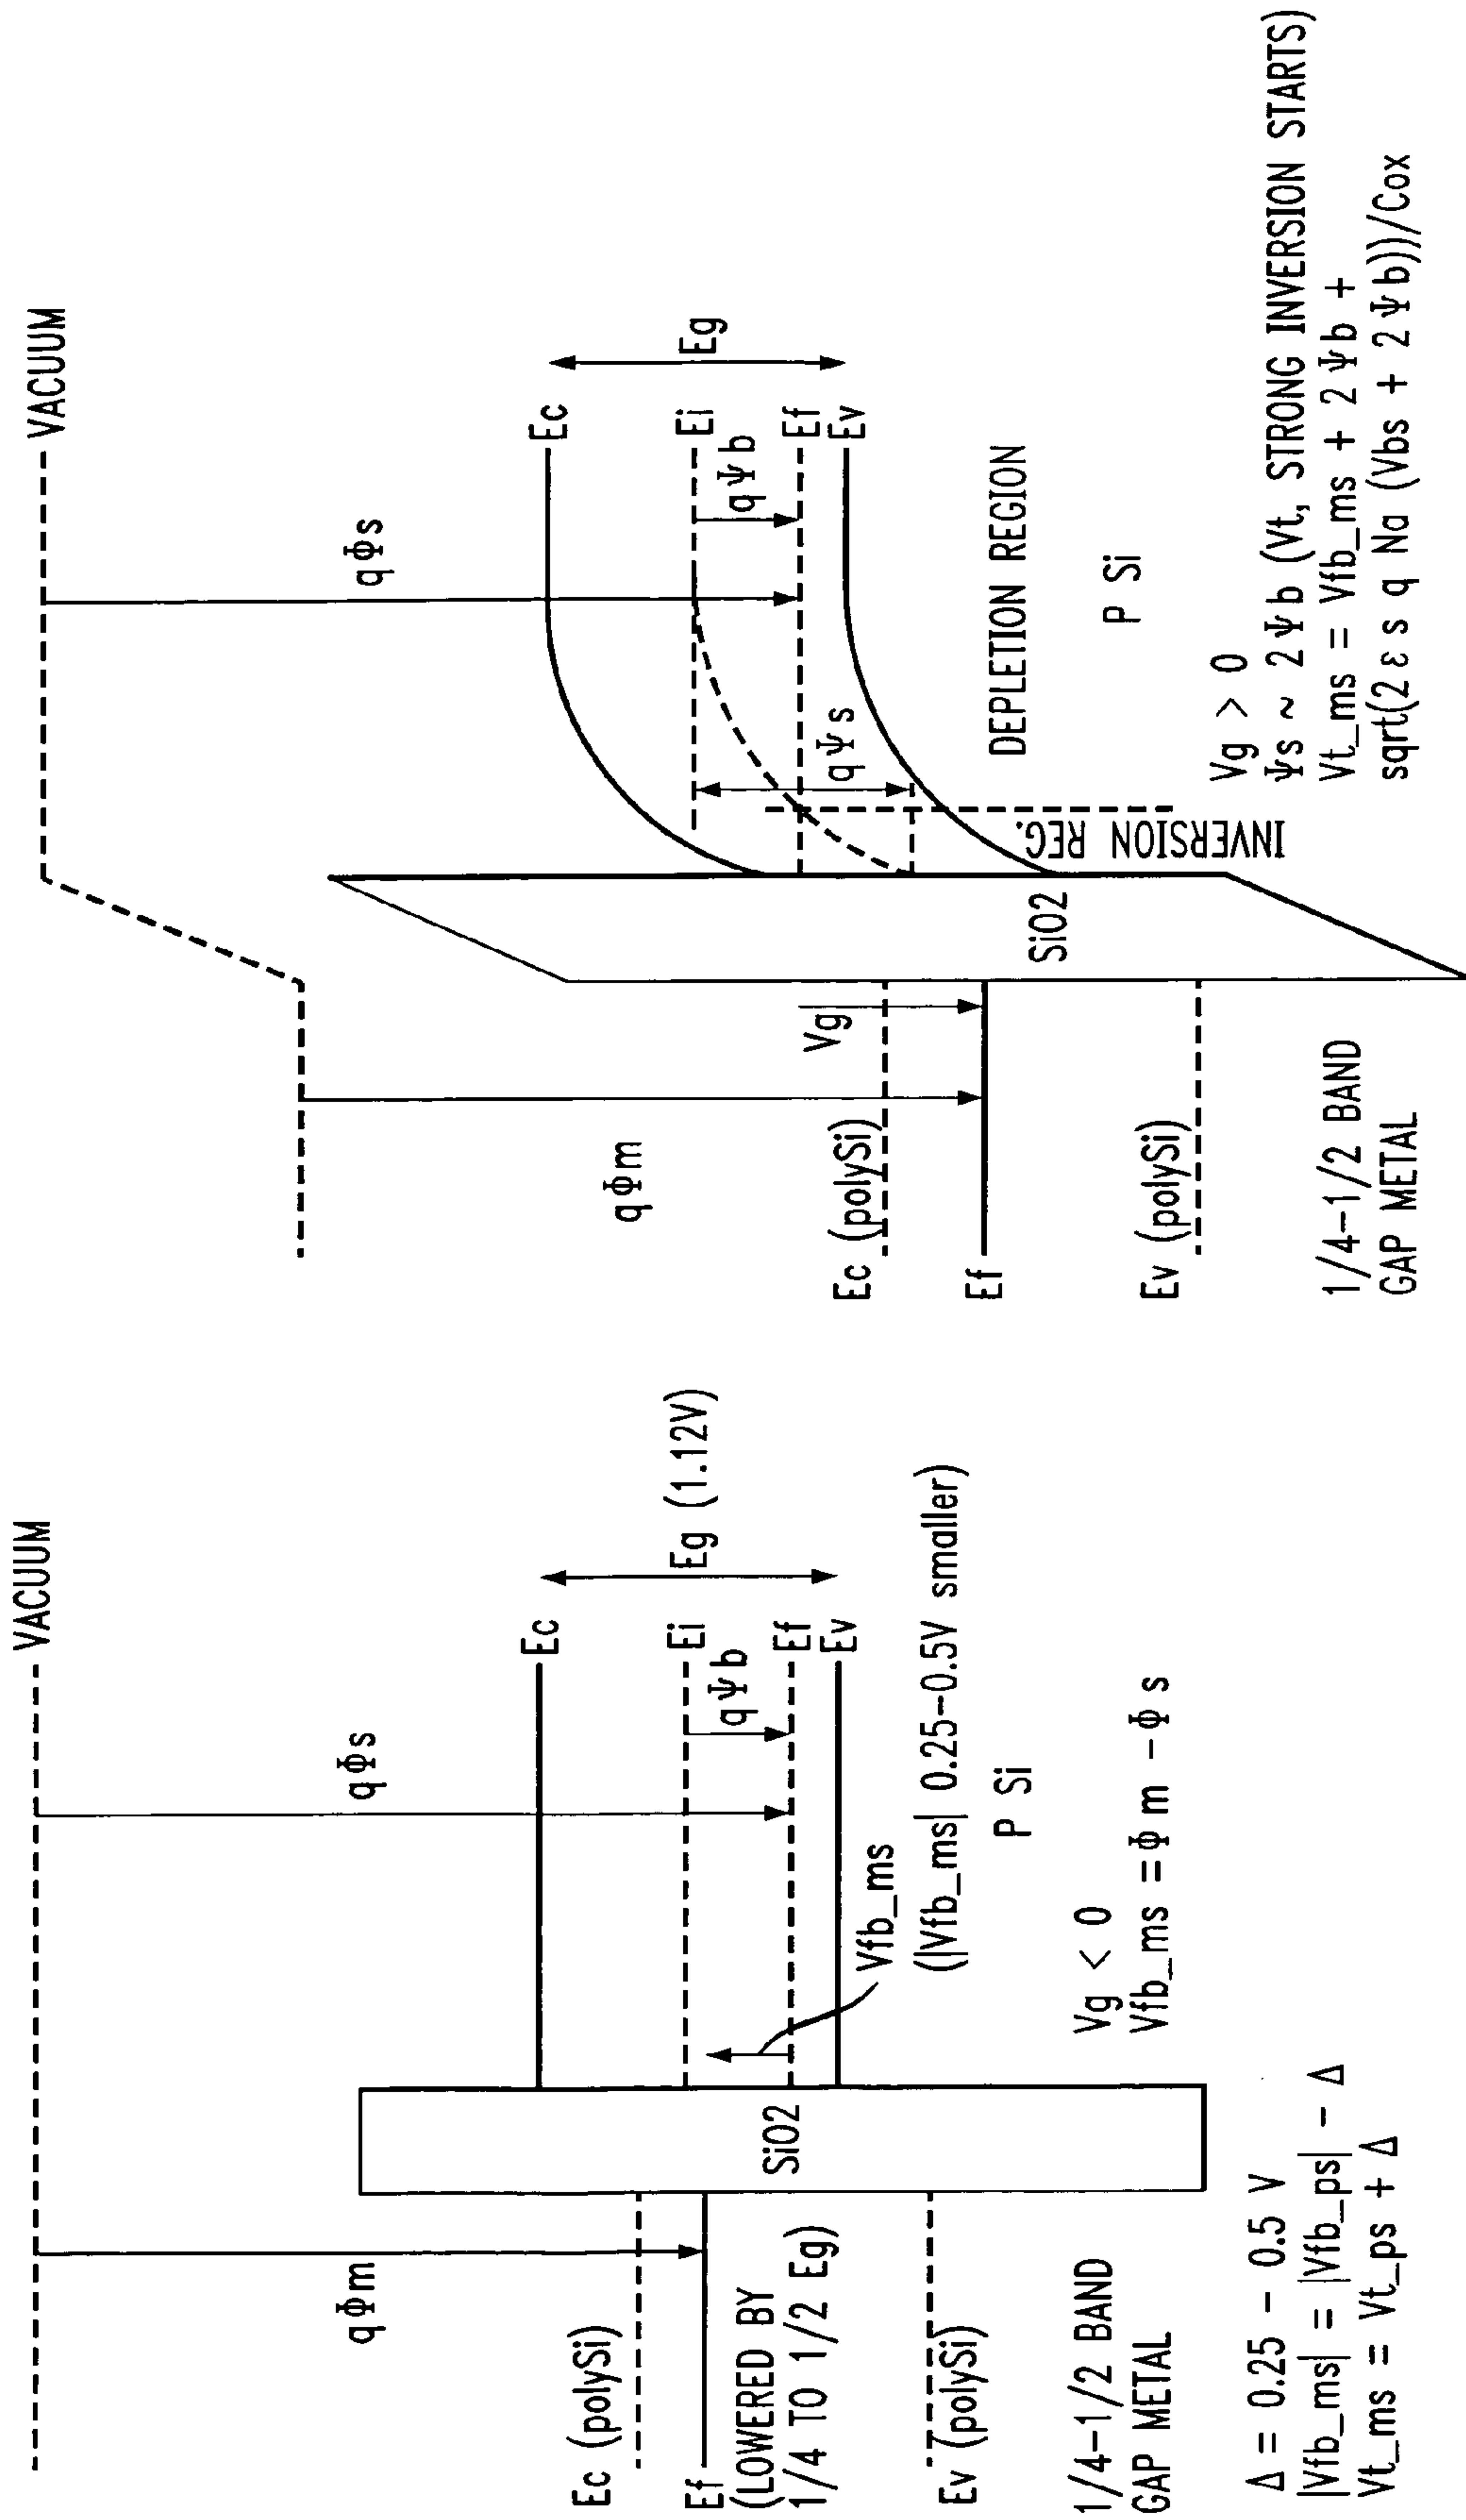 VACUUM
qΦm
qΦs
Ec (polySi)
Ef
(LOWERED BY
1/4 TO 1/2 Eg)
Ev (polySi)
SiO2
Ec
Ei
Ef
Ev
qΨb
Eg (1.12V)
Vfb_ms
(|Vfb_ms| 0.25-0.5V smaller)
P Si
1/4-1/2 BAND
GAP METAL
Vg < 0
Vfb_ms =Φm -Φs
Δ = 0.25 - 0.5 V
|Vfb_ms| = |Vfb_ps| - Δ
Vt_ms = Vt_ps + Δ
VACUUM
qΦm
qΦs
Ec (polySi)
Vg
Ef
Ev (polySi)
SiO2
Ec
Ei
Ef
Ev
qΨb
Eg
qΨs
INVERSION REG.
DEPLETION REGION
P Si
1/4-1/2 BAND
GAP METAL
Vg > 0
Ψs ~ 2Ψb (Vt, STRONG INVERSION STARTS)
Vt_ms = Vfb_ms + 2Ψb +
sqrt(2 ε s q Na (Vbs + 2Ψb))/Cox